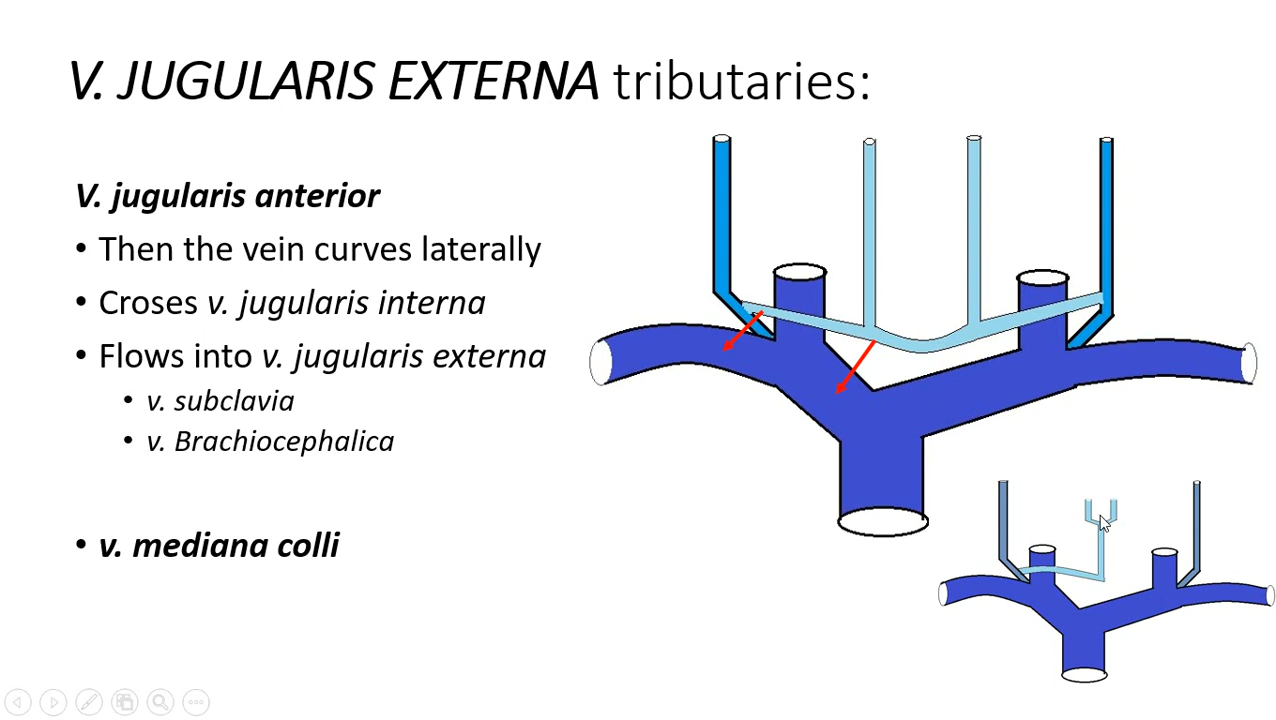 V. JUGULARIS EXTERNA tributaries:
V. jugularis anterior
• Then the vein curves laterally
• Croses v. jugularis interna
• Flows into v. jugularis externa
• v. subclavia
• v. Brachiocephalica
• v. mediana colli